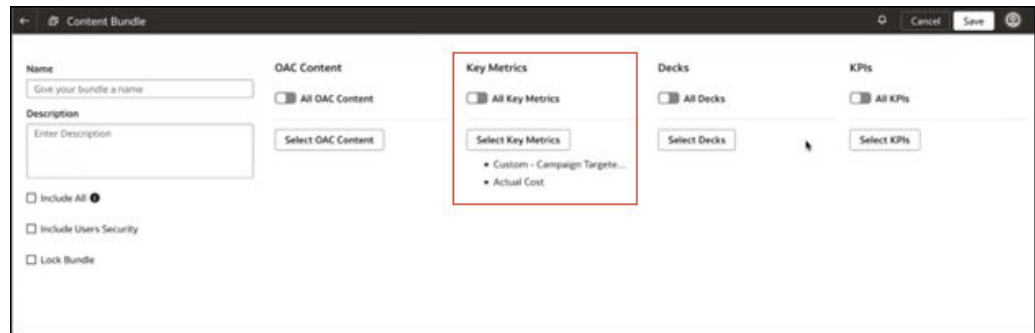 Content Bundle
Cancel
Save
Name
Give your bundle a name
Description
Enter Description
Include All
Include Users Security
Lock Bundle
OAC Content
All OAC Content
Select OAC Content
Key Metrics
All Key Metrics
Select Key Metrics
• Custom - Campaign Targete...
• Actual Cost
Decks
All Decks
Select Decks
KPIs
All KPIs
Select KPIs